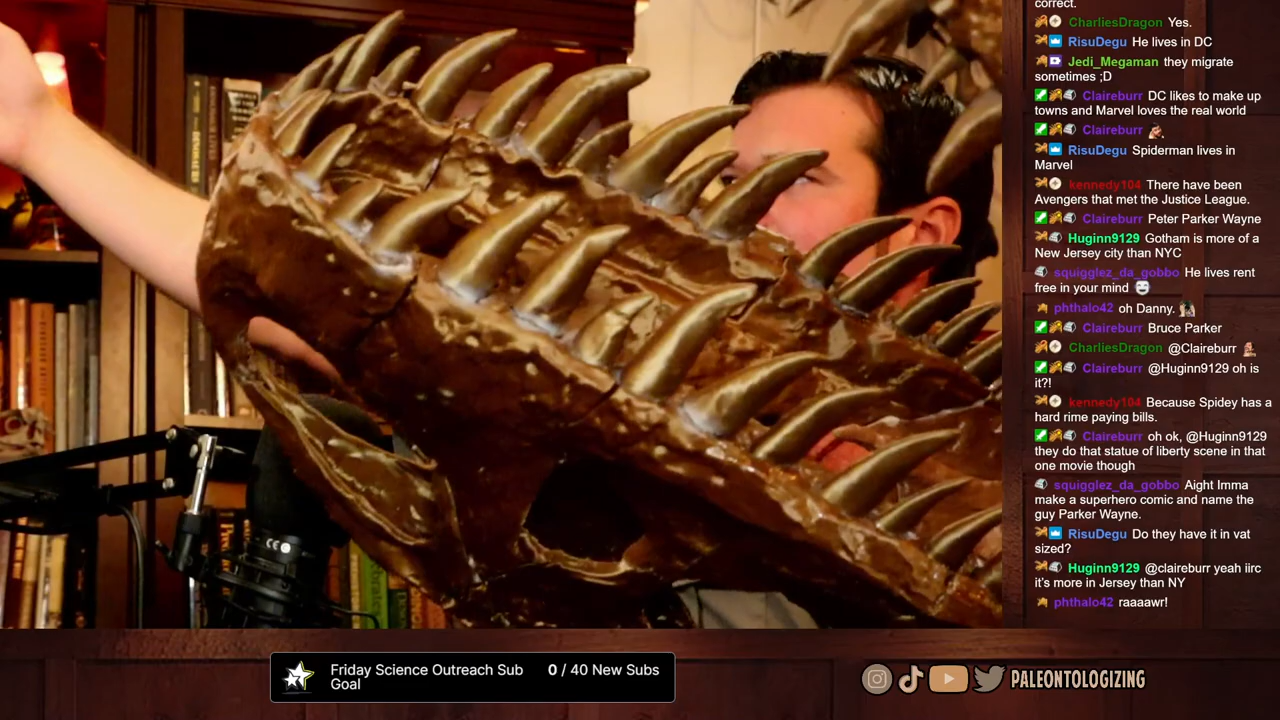 correct.
CharliesDragon Yes.
RisuDegu He lives in DC
Jedi_Megaman they migrate
sometimes ;D
Claireburr DC likes to make up
towns and Marvel loves the real world
Claireburr
RisuDegu Spiderman lives in
Marvel
kennedy104 There have been
Avengers that met the Justice League.
Claireburr Peter Parker Wayne
Huginn9129 Gotham is more of a
New Jersey city than NYC
squigglez_da_gobbo He lives rent
free in your mind
phthalo42 oh Danny.
Claireburr Bruce Parker
CharliesDragon @Claireburr
Claireburr @Huginn9129 oh is
it?!
kennedy104 Because Spidey has a
hard rime paying bills.
Claireburr oh ok, @Huginn9129
they do that statue of liberty scene in that
one movie though
squigglez_da_gobbo Aight Imma
make a superhero comic and name the
guy Parker Wayne.
RisuDegu Do they have it in vat
sized?
Huginn9129 @claireburr yeah iirc
it's more in Jersey than NY
phthalo42 raaaawr!
CE
Friday Science Outreach Sub 0 / 40 New Subs
Goal
PALEONTOLOGIZING